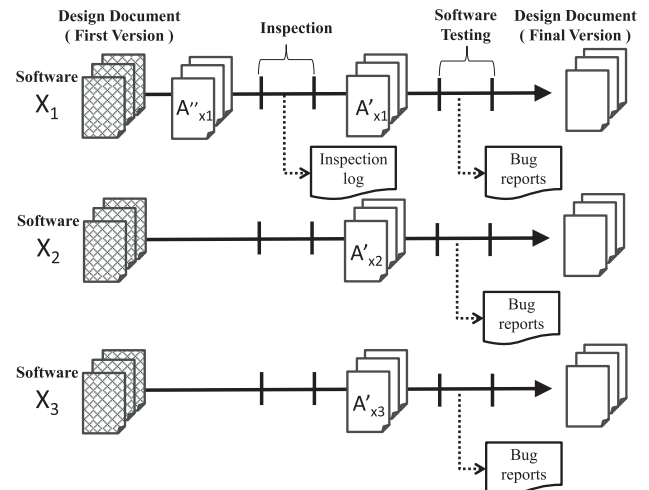 Design Document
( First Version )
Inspection
Software
Testing
Design Document
( Final Version )
Software
X1
A''x1
A'x1
Inspection
log
Bug
reports
Software
X2
A'x2
Bug
reports
Software
X3
A'x3
Bug
reports